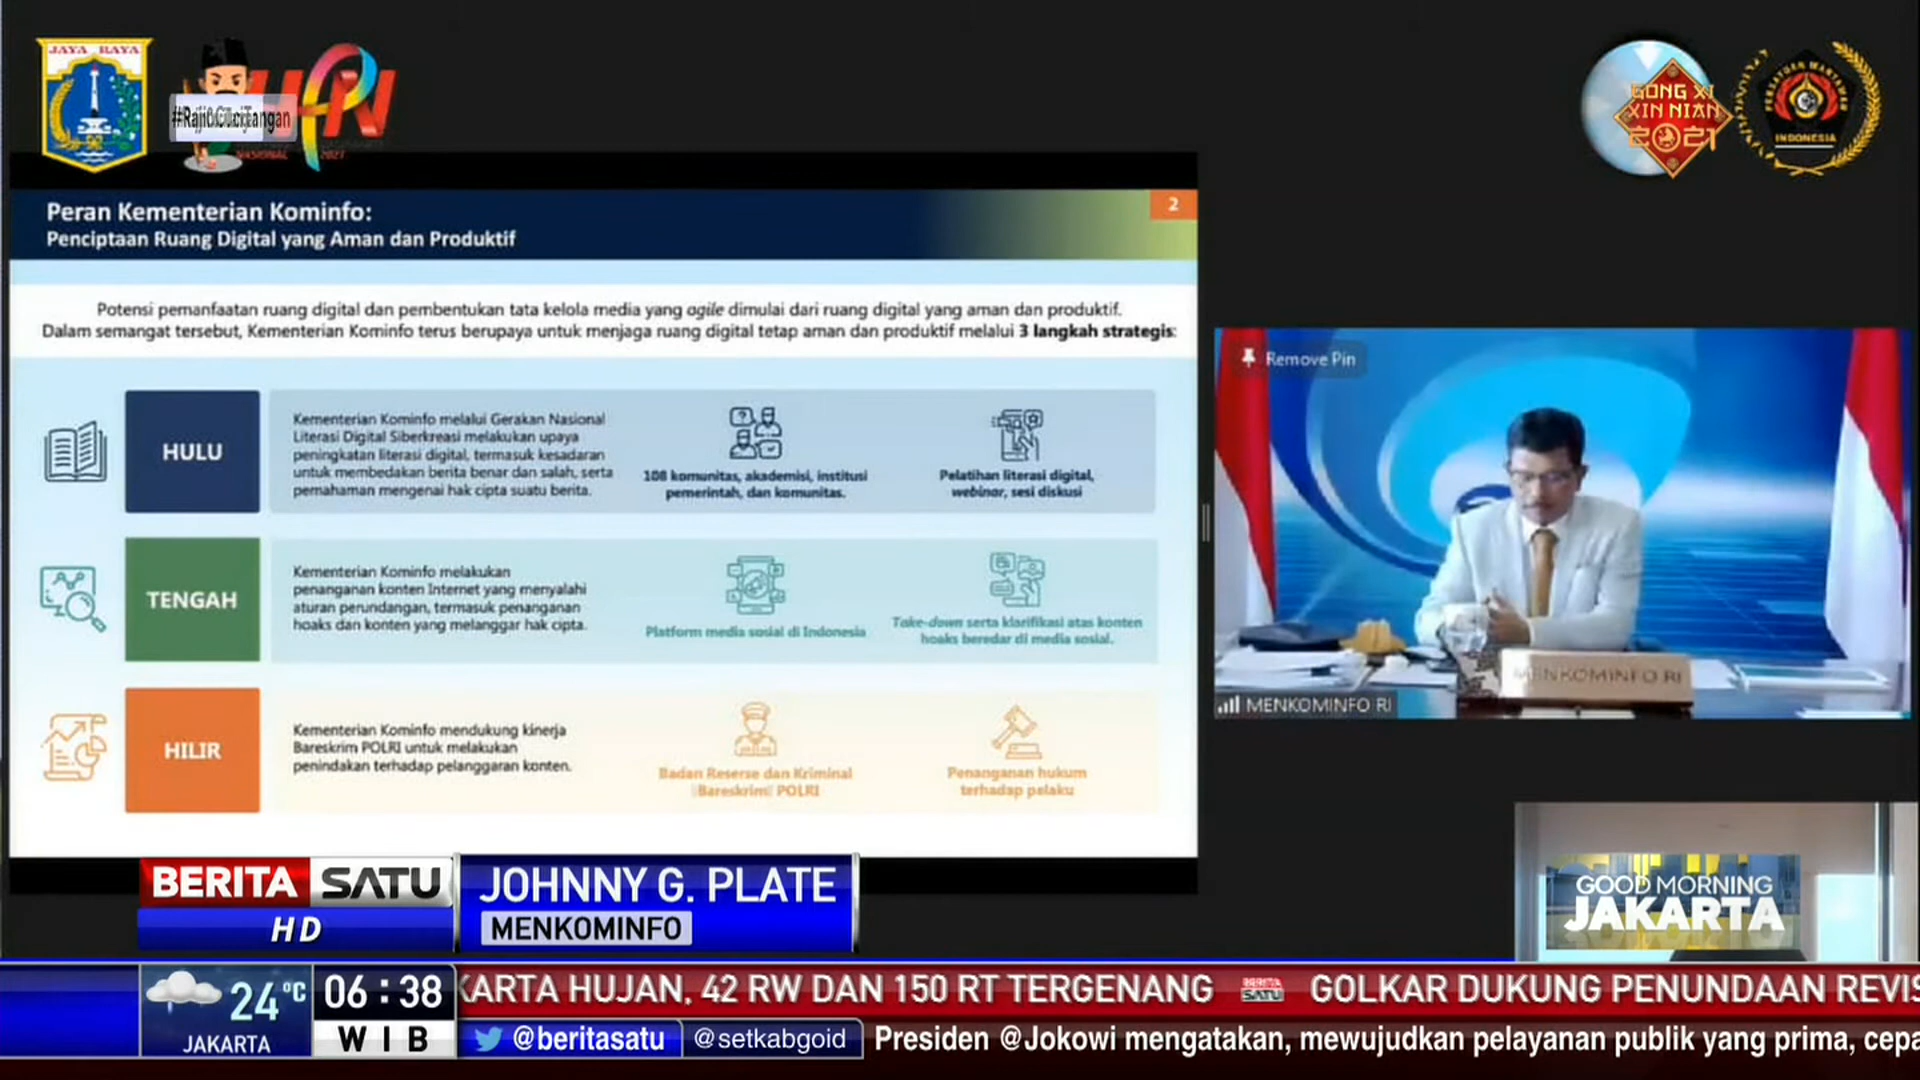 JAYA RAYA
HPN
NASIONAL 2021
GONG XI
XIN NIAN
2021
PERSATUAN WARTAWAN
INDONESIA
Peran Kementerian Kominfo:
Penciptaan Ruang Digital yang Aman dan Produktif
2
Potensi pemanfaatan ruang digital dan pembentukan tata kelola media yang agile dimulai dari ruang digital yang aman dan produktif.
Dalam semangat tersebut, Kementerian Kominfo terus berupaya untuk menjaga ruang digital tetap aman dan produktif melalui 3 langkah strategis:
HULU
Kementerian Kominfo melalui Gerakan Nasional
Literasi Digital Siberkreasi melakukan upaya
peningkatan literasi digital, termasuk kesadaran
untuk membedakan berita benar dan salah, serta
pemahaman mengenai hak cipta suatu berita.
108 komunitas, akademisi, institusi
pemerintah, dan komunitas.
Pelatihan literasi digital,
webinar, sesi diskusi
TENGAH
Kementerian Kominfo melakukan
penanganan konten Internet yang menyalahi
aturan perundangan, termasuk penanganan
hoaks dan konten yang melanggar hak cipta.
Platform media sosial di Indonesia
Take-down serta klarifikasi atas konten
hoaks beredar di media sosial.
HILIR
Kementerian Kominfo mendukung kinerja
Bareskrim POLRI untuk melakukan
penindakan terhadap pelanggaran konten.
Badan Reserse dan Kriminal
(Bareskrim) POLRI
Penanganan hukum
terhadap pelaku
Remove Pin
MENKOMINFO RI
MENKOMINFO RI
BERITA SATU
HD
JOHNNY G. PLATE
MENKOMINFO
GOOD MORNING
JAKARTA
24°C
JAKARTA
06:38
WIB
KARTA HUJAN, 42 RW DAN 150 RT TERGENANG BERITA SATU GOLKAR DUKUNG PENUNDAAN REVIS
@beritasatu @setkabgoid Presiden @Jokowi mengatakan, mewujudkan pelayanan publik yang prima, cepa